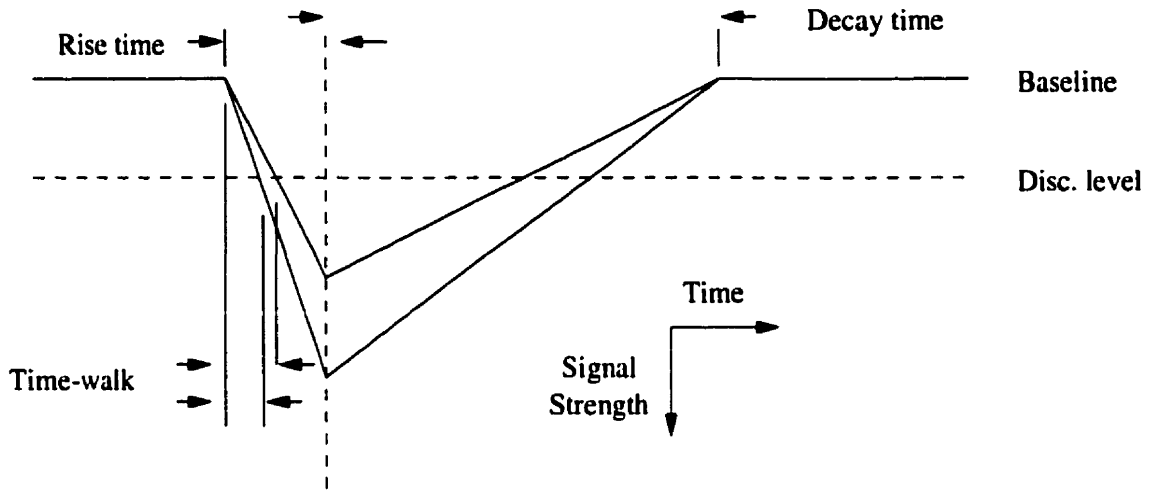 Decay time
Rise time
Baseline
Disc. level
Time
Signal
Strength
Time-walk